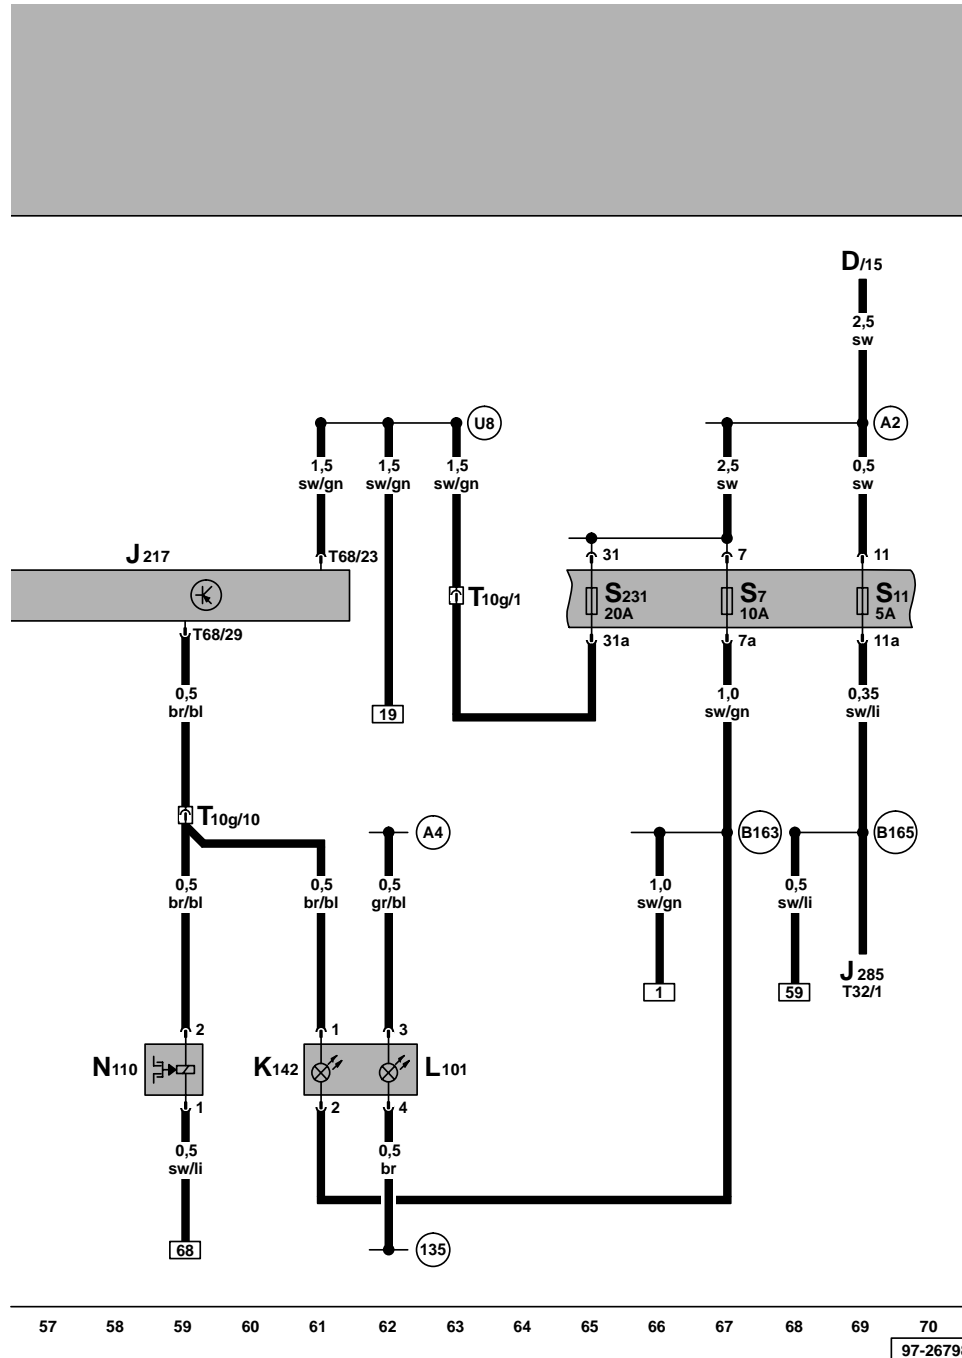 D/15
2,5
sw
U8
A2
1,5 1,5 1,5 2,5 0,5
sw/gn sw/gn sw/gn sw sw
J217 T68/23 31 7 11
T10g/1 S231 S7 S11
20A 10A 5A
T68/29 31a 7a 11a
0,5 1,0 0,35
br/bl 19 sw/gn sw/li
T10g/10 A4 B163 B165
0,5 0,5 0,5 1,0 0,5
br/bl br/bl gr/bl sw/gn sw/li
J285
1 59 T32/1
2 1 3
N110 K142 L101
1 2 4
0,5 0,5
sw/li br
68 135
57 58 59 60 61 62 63 64 65 66 67 68 69 70
97-26798